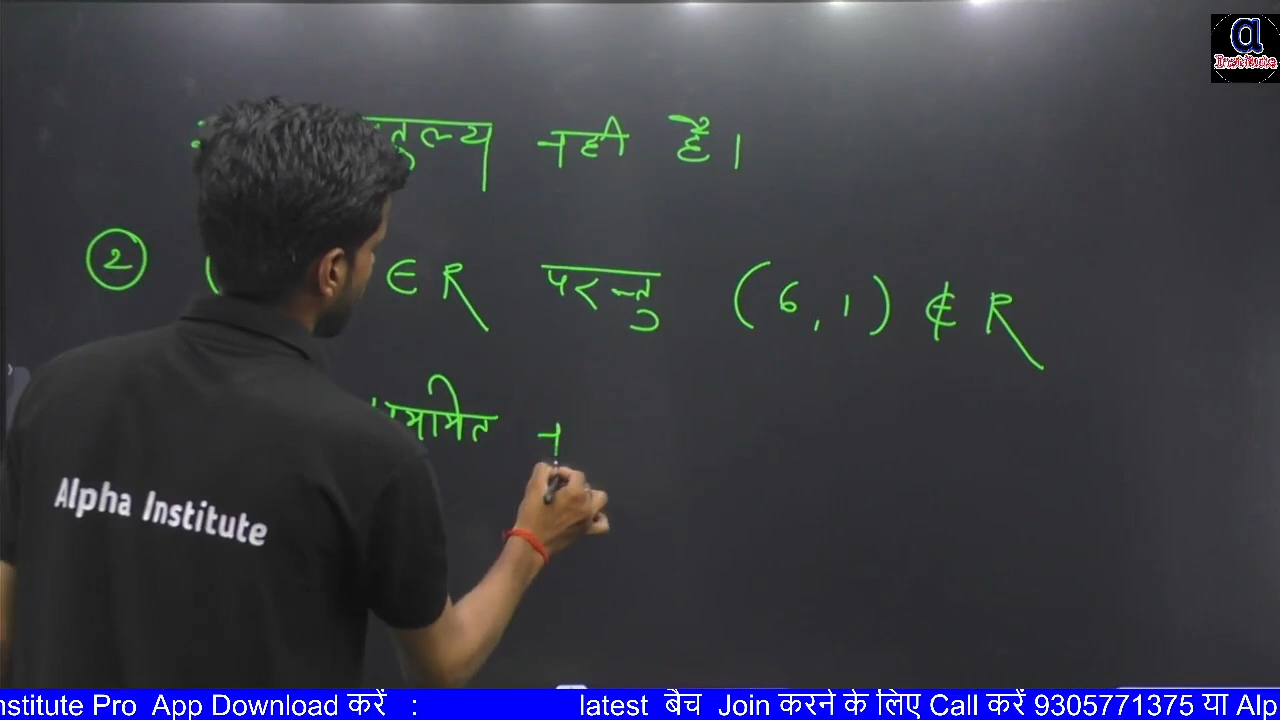 α
Institute
नहीं है।
② ∈ R परन्तु (6, 1) ∉ R
न
Alpha Institute
nstitute Pro App Download करें : latest बैच Join करने के लिए Call करें 9305771375 या Alp